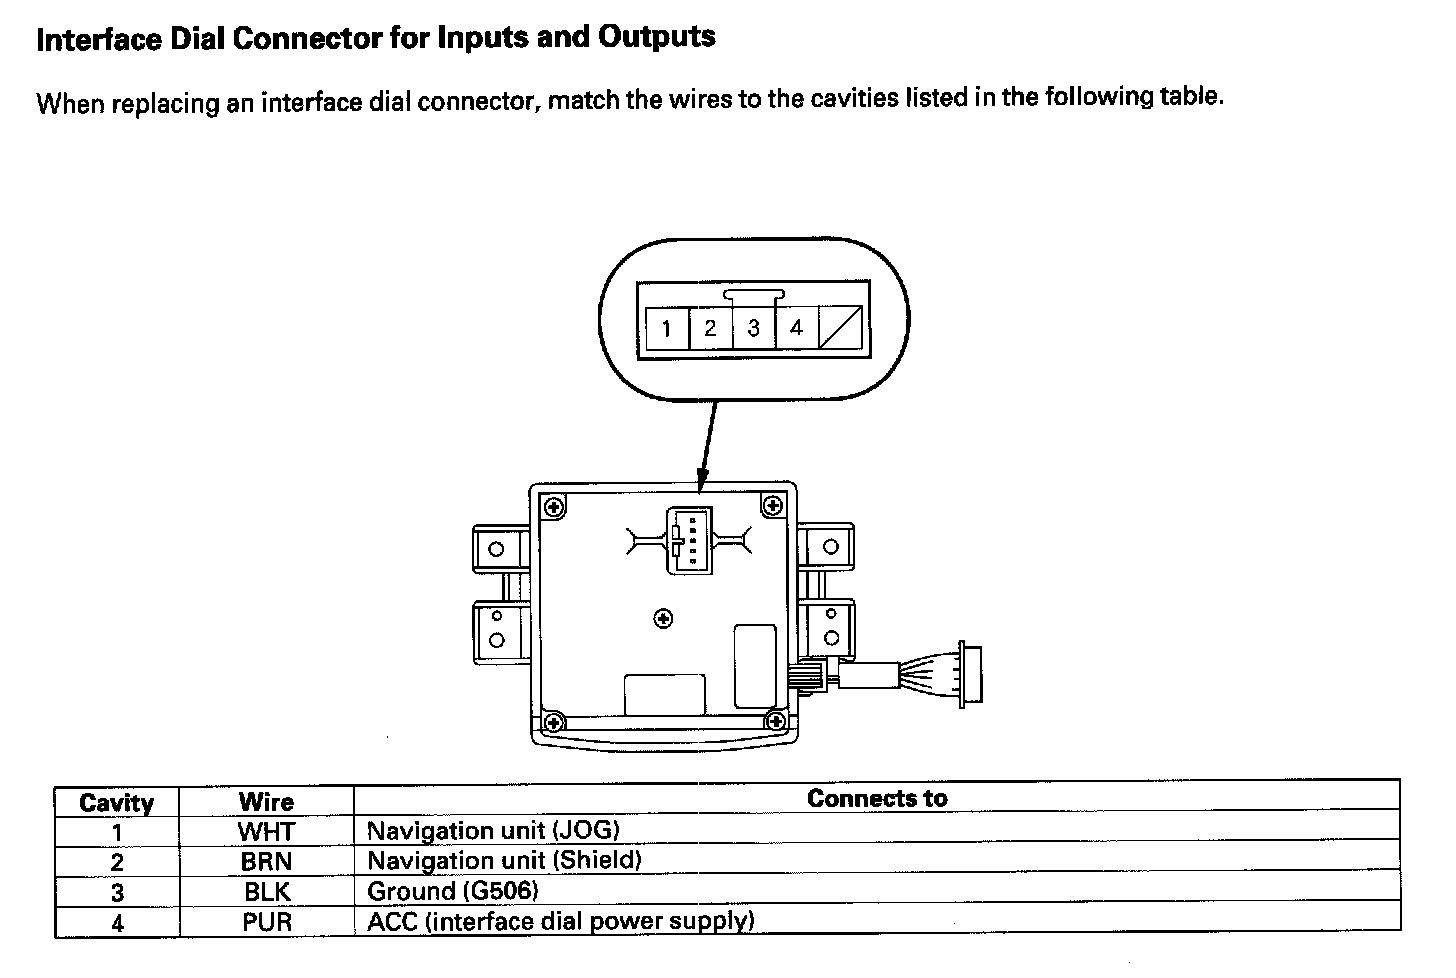 Interface Dial Connector for Inputs and Outputs
When replacing an interface dial connector, match the wires to the cavities listed in the following table.
1 2 3 4
Cavity Wire Connects to
1 WHT Navigation unit (JOG)
2 BRN Navigation unit (Shield)
3 BLK Ground (G506)
4 PUR ACC (interface dial power supply)